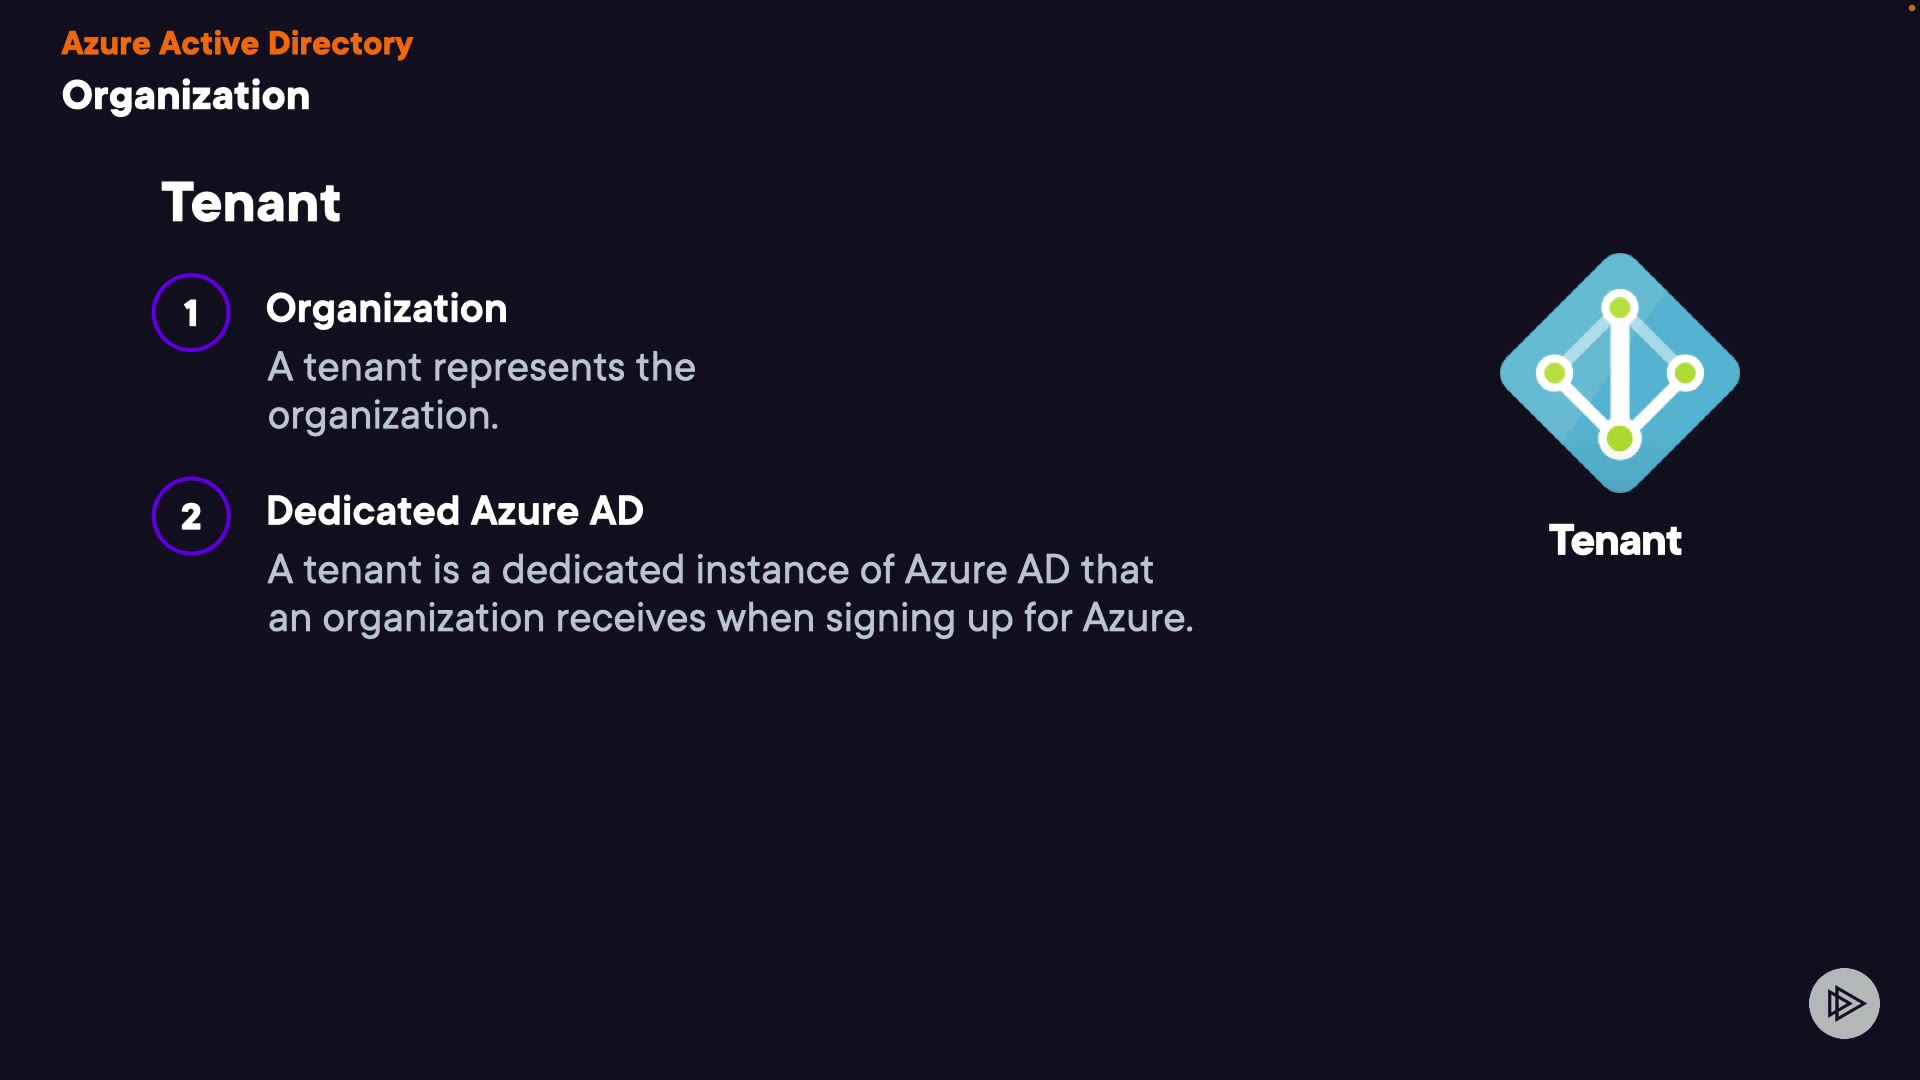 Azure Active Directory
Organization
Tenant
1
Organization
A tenant represents the
organization.
2
Dedicated Azure AD
A tenant is a dedicated instance of Azure AD that
an organization receives when signing up for Azure.
Tenant